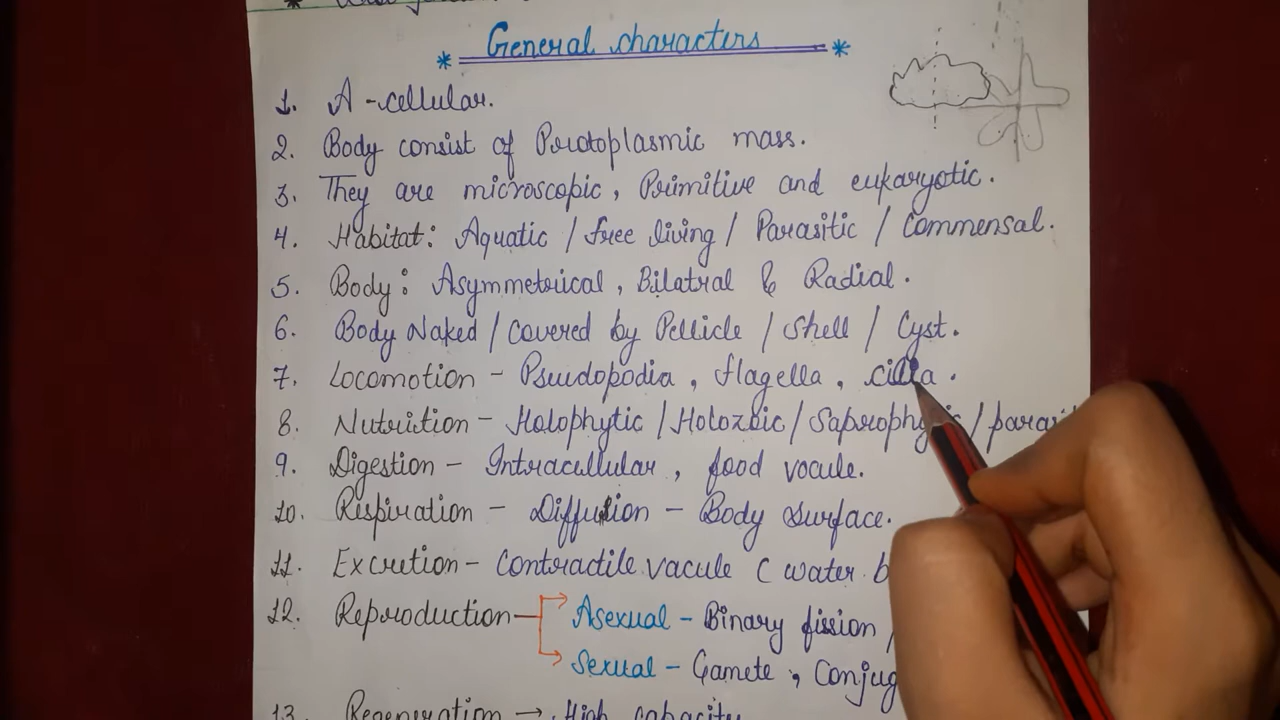 * General characters *
1. A-cellular.
2. Body consist of Protoplasmic mass.
3. They are microscopic, Primitive and eukaryotic.
4. Habitat: Aquatic / free living / Parasitic / Commensal.
5. Body: Asymmetrical, Bilatral & Radial.
6. Body Naked / Covered by Pellicle / Shell / Cyst.
7. Locomotion - Pseudopodia, flagella, cilia.
8. Nutrition - Holophytic / Holozoic / Saprophytic / parasi
9. Digestion - Intracellular, food vocule.
10. Respiration - Diffusion - Body surface.
11. Excretion - Contractile vacule ( water b
12. Reproduction - Asexual - Binary fission /
Sexual - Gamete, Conjug
13. Regeneration → High capacity